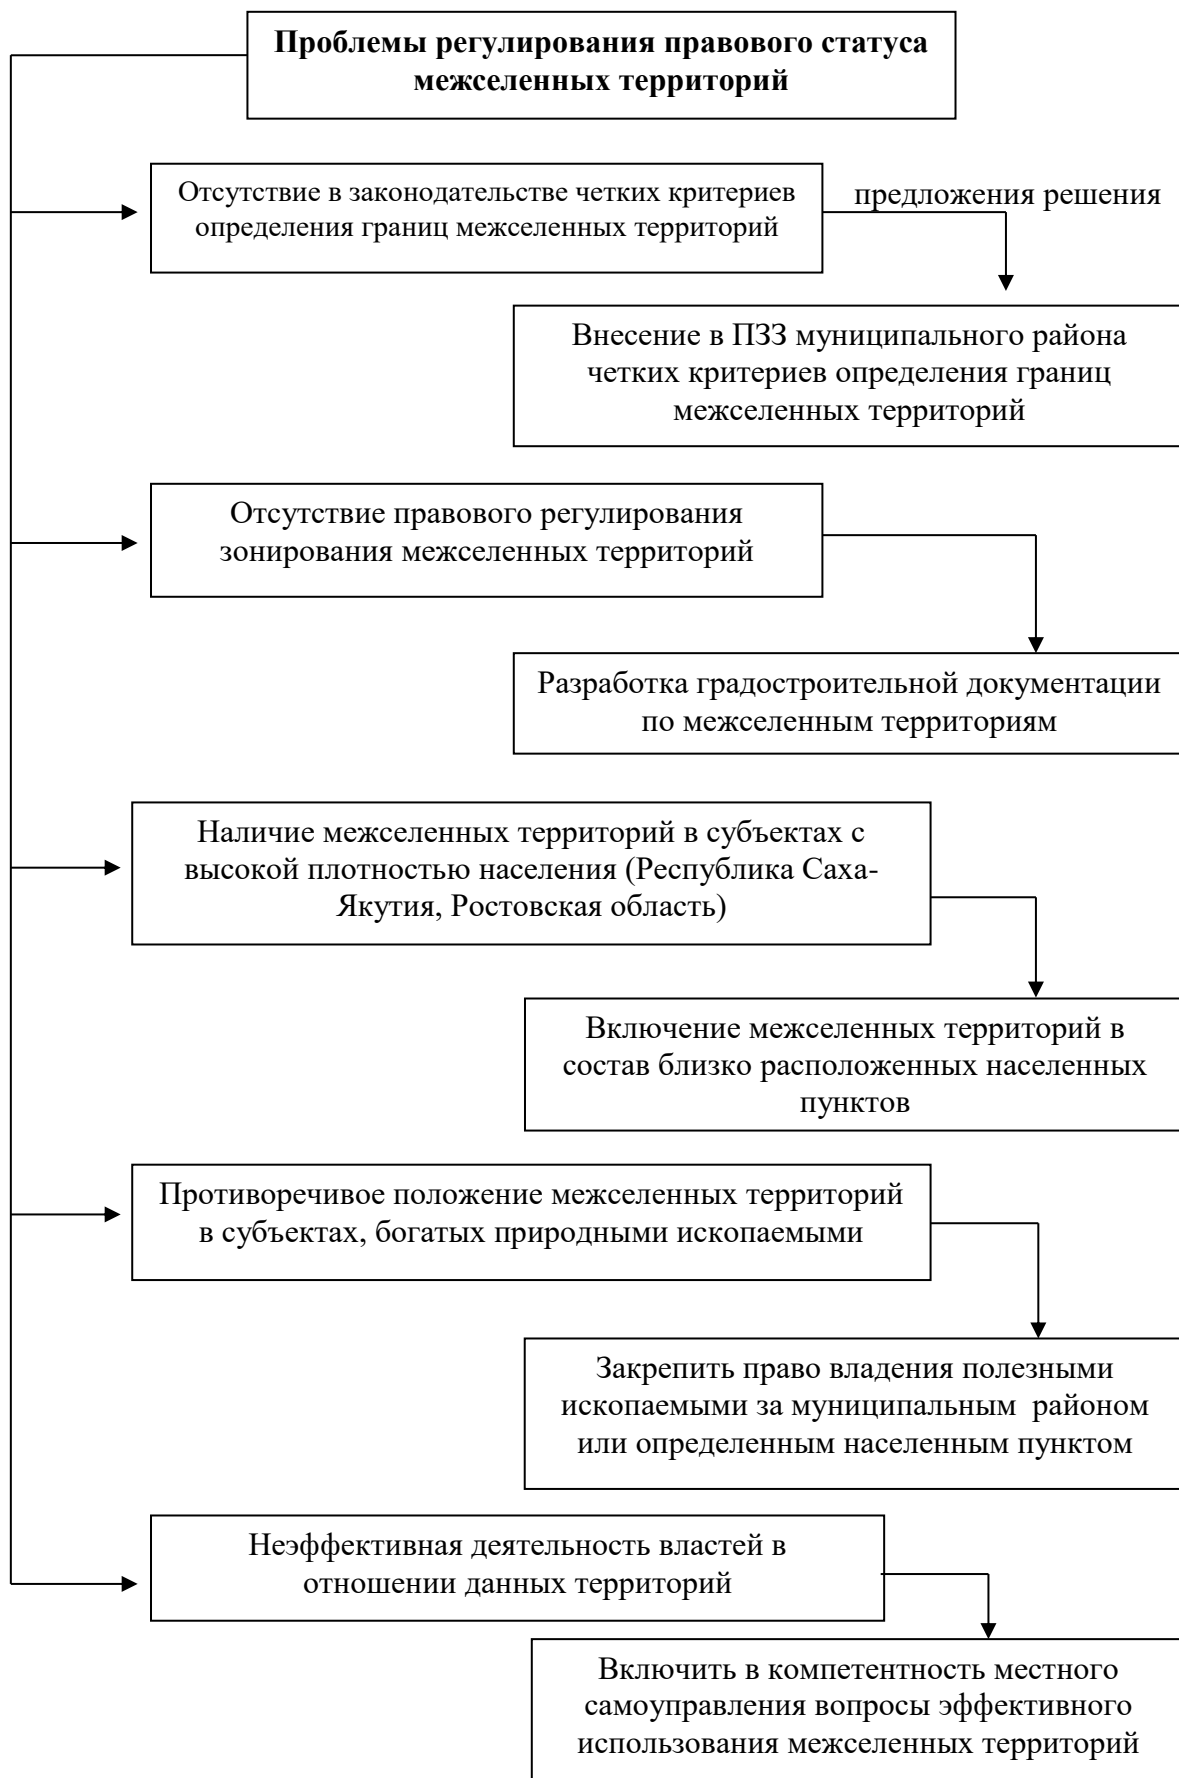 Проблемы регулирования правового статуса
межселенных территорий
Отсутствие в законодательстве четких критериев
определения границ межселенных территорий
предложения решения
Внесение в ПЗЗ муниципального района
четких критериев определения границ
межселенных территорий
Отсутствие правового регулирования
зонирования межселенных территорий
Разработка градостроительной документации
по межселенным территориям
Наличие межселенных территорий в субъектах с
высокой плотностью населения (Республика Саха-
Якутия, Ростовская область)
Включение межселенных территорий в
состав близко расположенных населенных
пунктов
Противоречивое положение межселенных территорий
в субъектах, богатых природными ископаемыми
Закрепить право владения полезными
ископаемыми за муниципальным районом
или определенным населенным пунктом
Неэффективная деятельность властей в
отношении данных территорий
Включить в компетентность местного
самоуправления вопросы эффективного
использования межселенных территорий